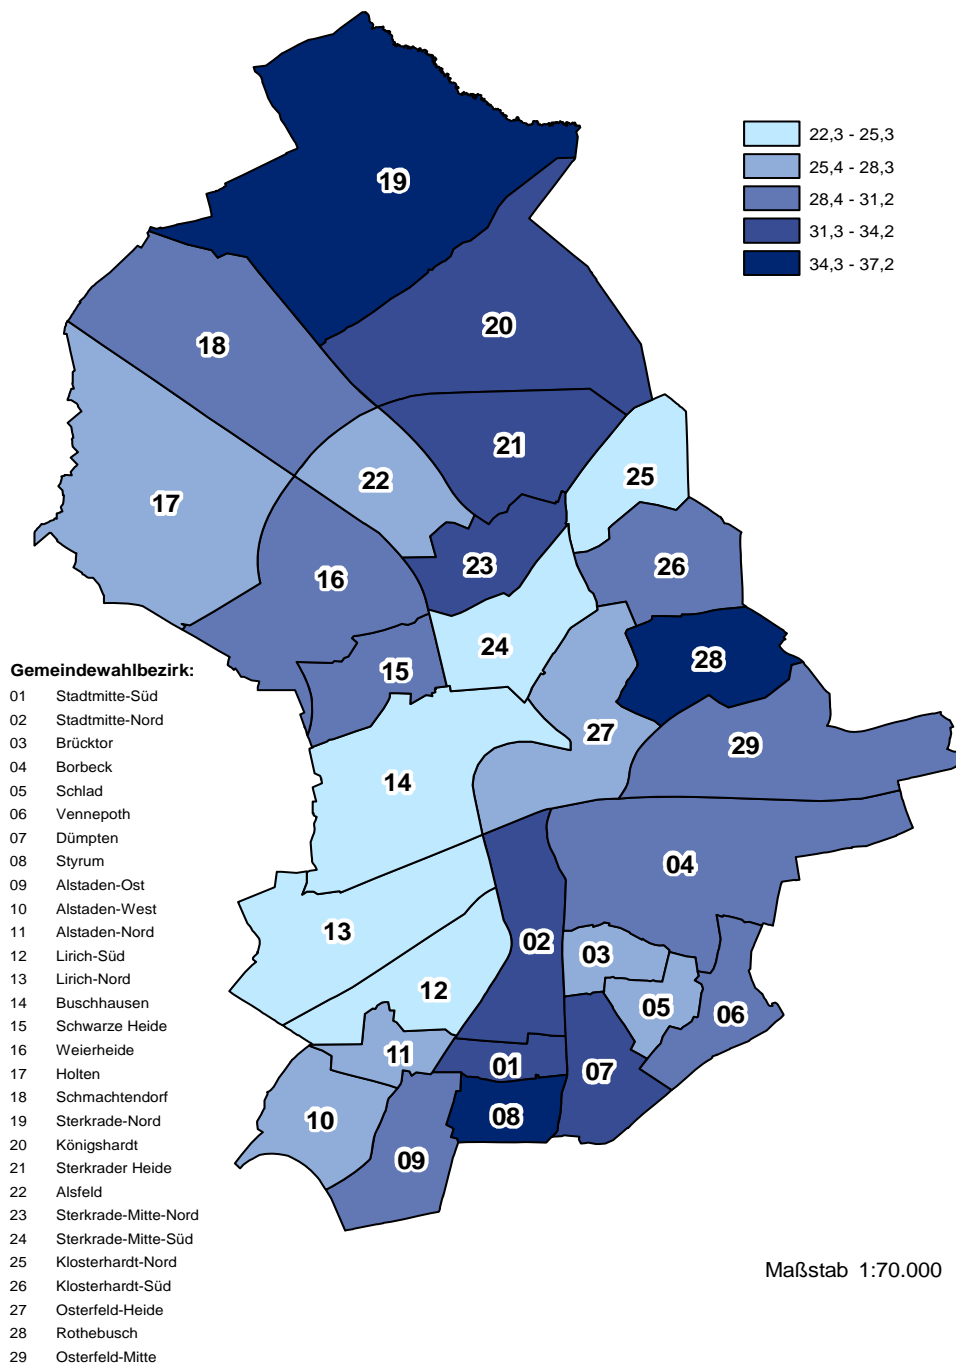 22,3 - 25,3
25,4 - 28,3
28,4 - 31,2
31,3 - 34,2
34,3 - 37,2
19
20
18
21
22
25
17
23
26
16
24
28
15
27
29
14
04
13
02
03
12
05
06
11
01
07
08
10
09
Gemeindewahlbezirk:
01 Stadtmitte-Süd
02 Stadtmitte-Nord
03 Brücktor
04 Borbeck
05 Schlad
06 Vennepoth
07 Dümpten
08 Styrum
09 Alstaden-Ost
10 Alstaden-West
11 Alstaden-Nord
12 Lirich-Süd
13 Lirich-Nord
14 Buschhausen
15 Schwarze Heide
16 Weierheide
17 Holten
18 Schmachtendorf
19 Sterkrade-Nord
20 Königshardt
21 Sterkrader Heide
22 Alsfeld
23 Sterkrade-Mitte-Nord
24 Sterkrade-Mitte-Süd
25 Klosterhardt-Nord
26 Klosterhardt-Süd
27 Osterfeld-Heide
28 Rothebusch
29 Osterfeld-Mitte
Maßstab 1:70.000